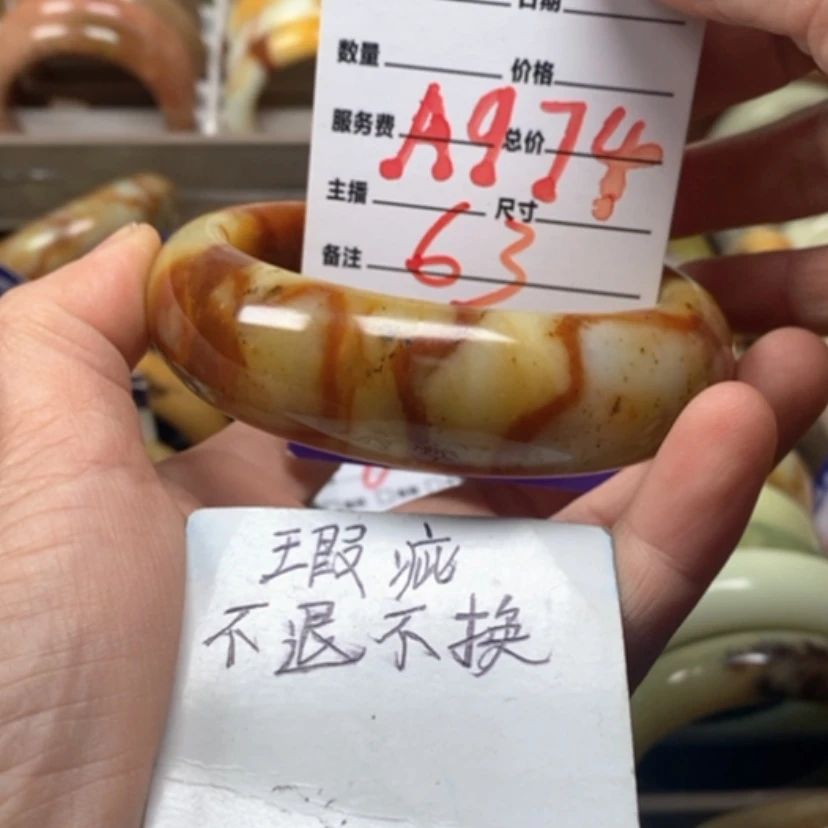 日期
数量 价格
服务费 总价
A974
主播 尺寸
63
备注
瑕疵
不退不换